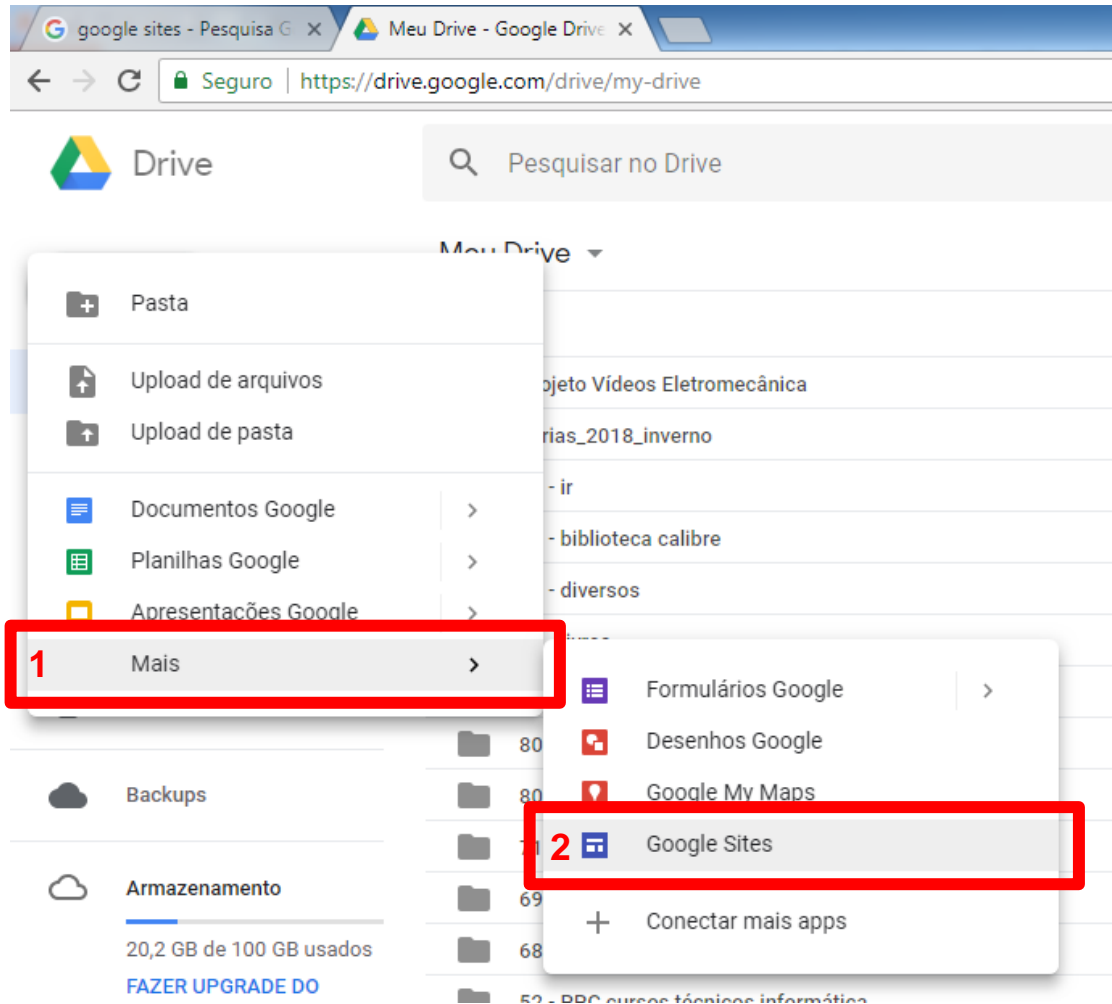 google sites - Pesquisa G
Meu Drive - Google Drive
Seguro | https://drive.google.com/drive/my-drive
Drive
Pesquisar no Drive
Meu Drive
Pasta
Upload de arquivos
ojeto Vídeos Eletromecânica
Upload de pasta
rias_2018_inverno
- ir
Documentos Google
- biblioteca calibre
Planilhas Google
- diversos
Apresentações Google
1 Mais
Formulários Google
80
Desenhos Google
Backups
80
Google My Maps
71
2 Google Sites
Armazenamento
69
Conectar mais apps
20,2 GB de 100 GB usados
68
FAZER UPGRADE DO
52 - PPC cursos técnicos informática